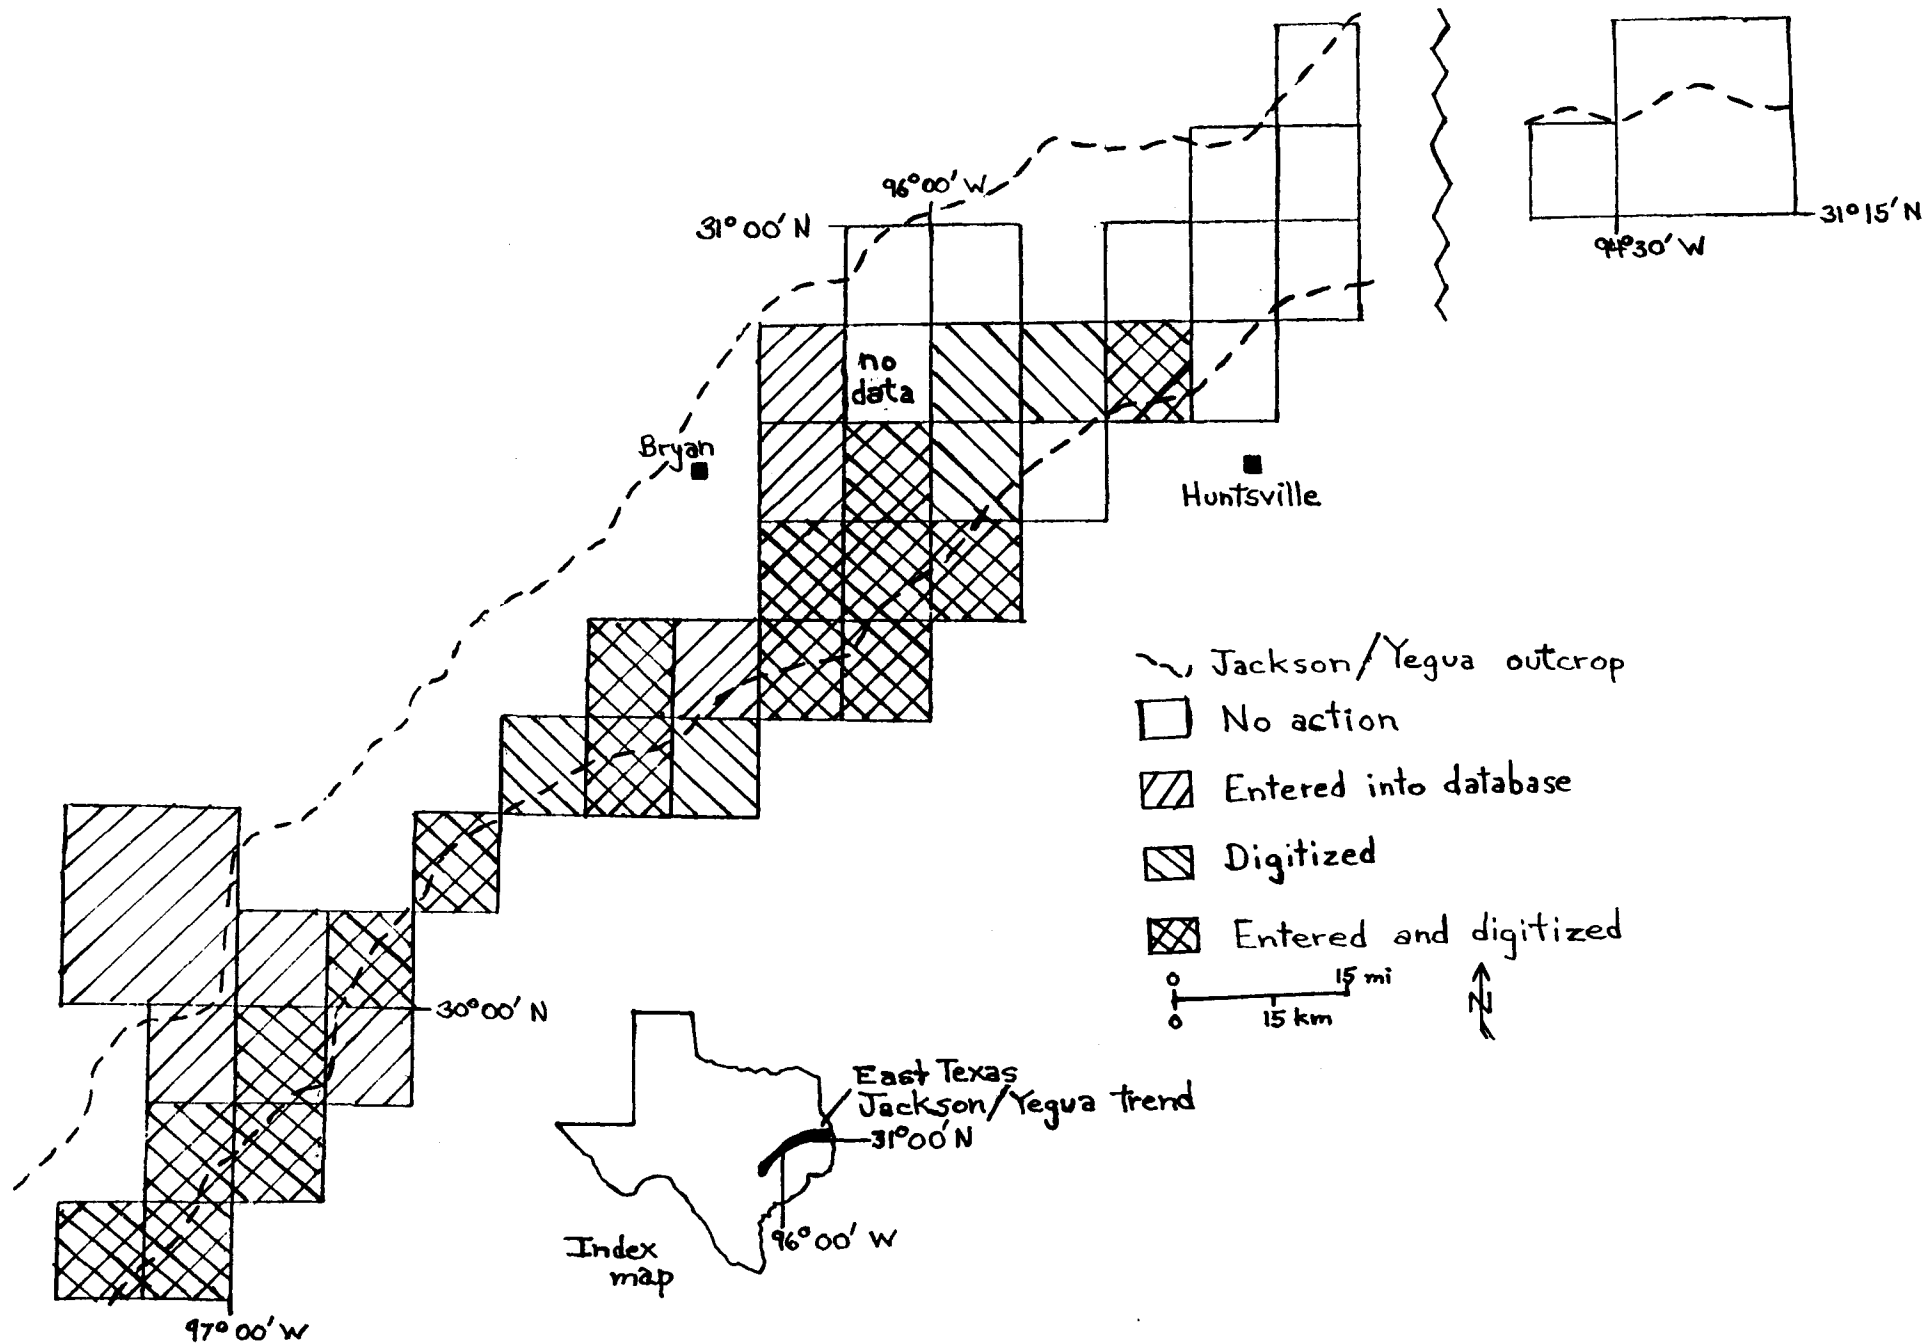 96°00' W
31°00' N
31°15' N
94°30' W
no
data
Bryan
Huntsville
Jackson/Yegua outcrop
No action
Entered into database
Digitized
Entered and digitized
0
15 mi
0
15 km
N
30°00' N
East Texas
Jackson/Yegua trend
31°00' N
96°00' W
Index
map
97°00' W